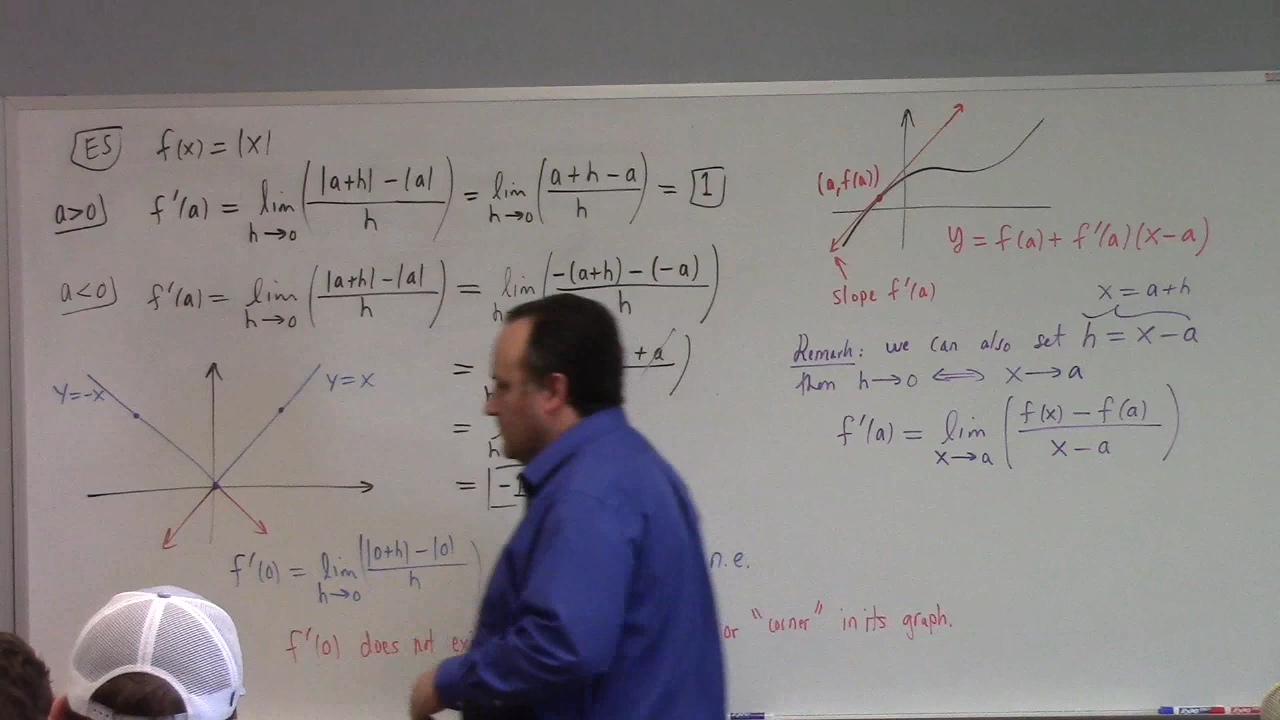 E5 f(x) = |x|
a>0) f'(a) = lim h→0 (|a+h| - |a| / h) = lim h→0 (a+h-a / h) = 1
a<0) f'(a) = lim h→0 (|a+h| - |a| / h) = lim h (-(a+h) - (-a) / h)
= h + a )
= h
= -1
y=-x
y=x
f'(0) = lim h→0 (|0+h| - |0| / h) n.e.
f'(0) does not or "corner" in its graph.
(a, f(a))
y = f(a) + f'(a)(x-a)
slope f'(a)
x = a+h
Remark: we can also set h = x-a
then h→0 ⟺ x→a
f'(a) = lim x→a (f(x) - f(a) / x-a)